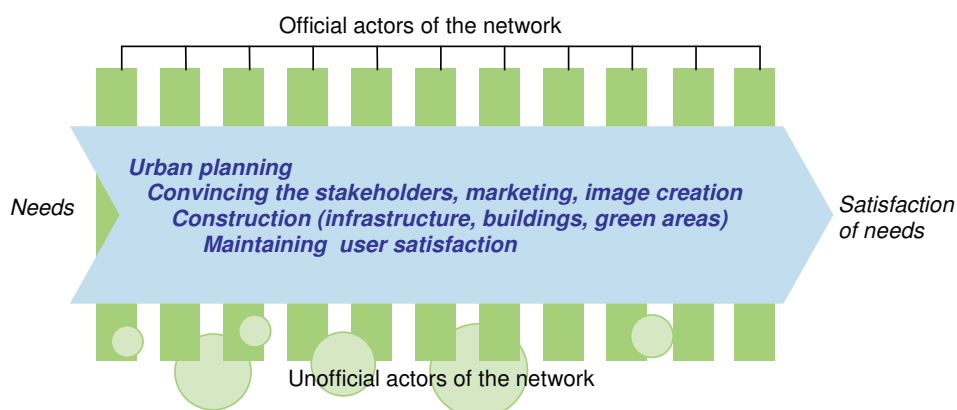 Official actors of the network
Urban planning
Convincing the stakeholders, marketing, image creation
Construction (infrastructure, buildings, green areas)
Maintaining user satisfaction
Needs
Satisfaction
of needs
Unofficial actors of the network